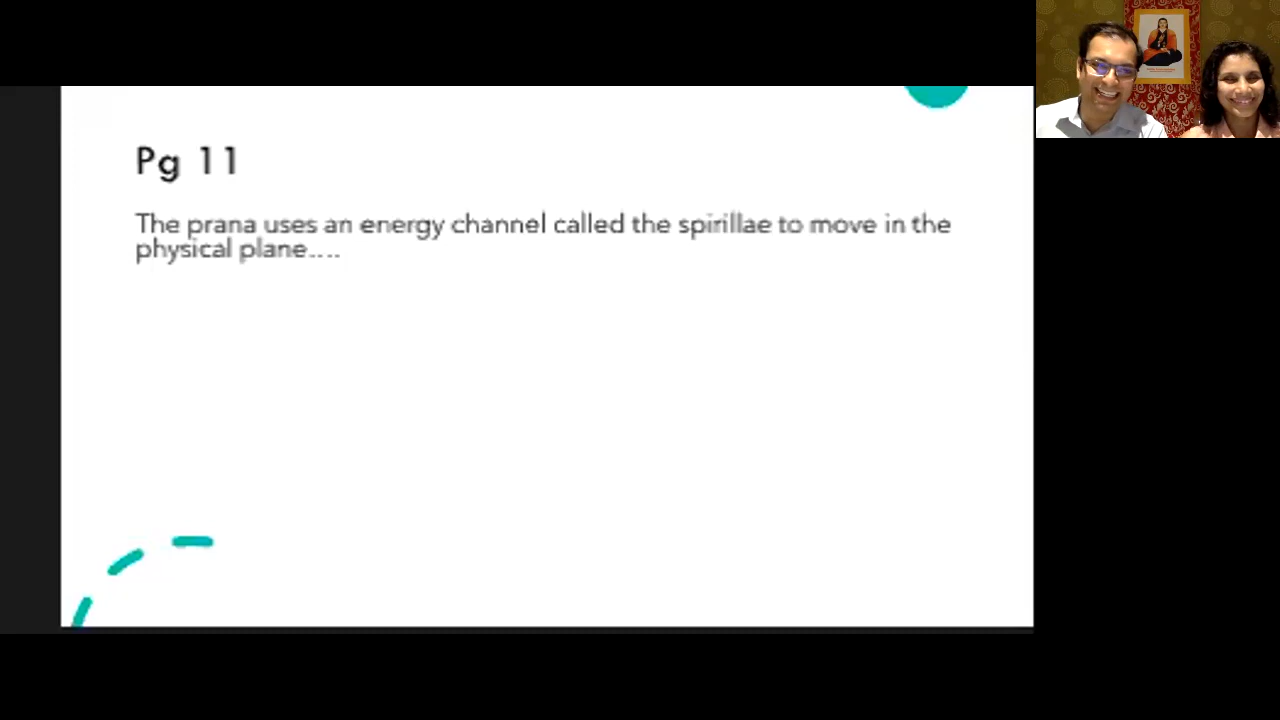 Pg 11
The prana uses an energy channel called the spirillae to move in the
physical plane....